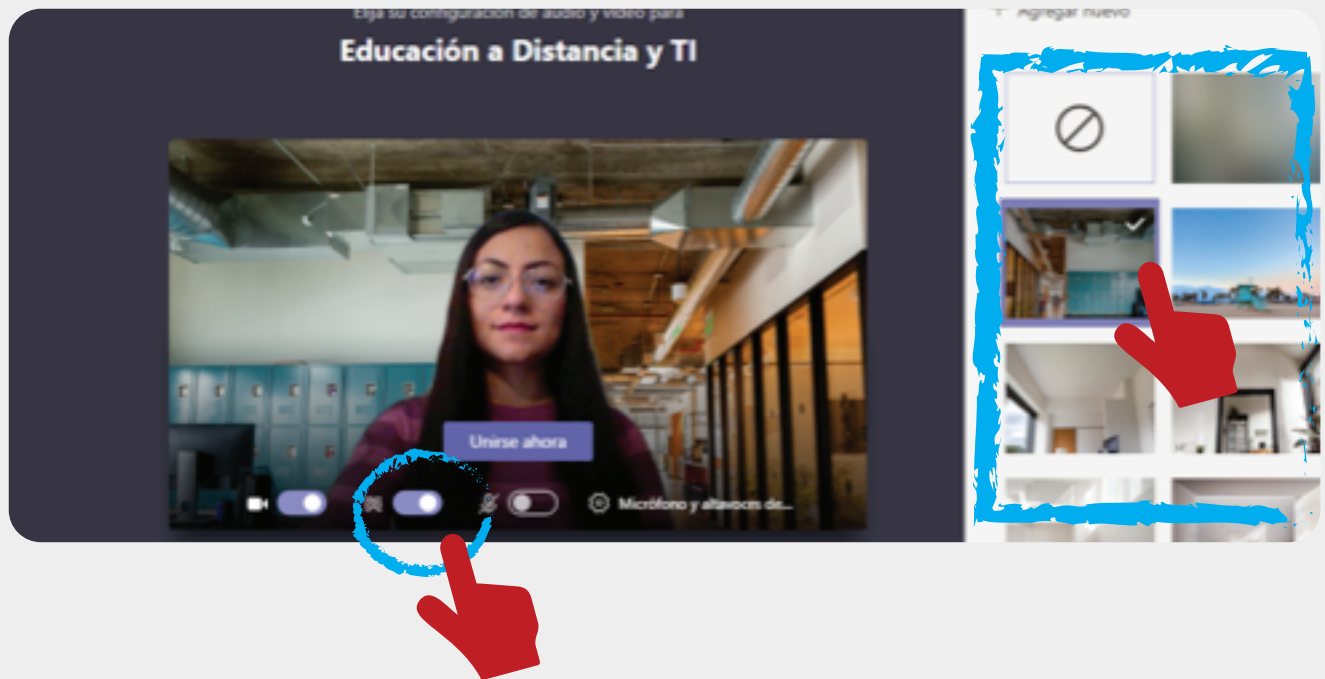 Elija su configuración de audio y video para
Educación a Distancia y TI
+ Agregar nuevo
Unirse ahora
Micrófono y altavoces de...